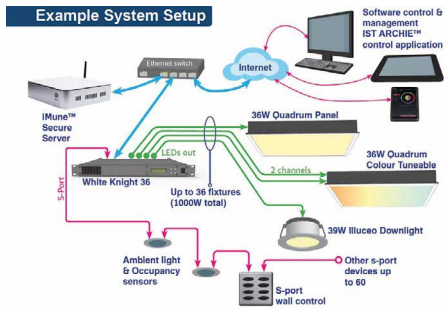 Example System Setup
Software control &
management
IST ARCHIE™
control application
Ethernet switch
Internet
IMune™
Secure
Server
36W Quadrum Panel
LEDs out
36W Quadrum
Colour Tuneable
2 channels
S-Port
White Knight 36
Up to 36 fixtures
(1000W total)
39W Illuceo Downlight
Ambient light
& Occupancy
sensors
Other s-port
devices up
to 60
S-port
wall control